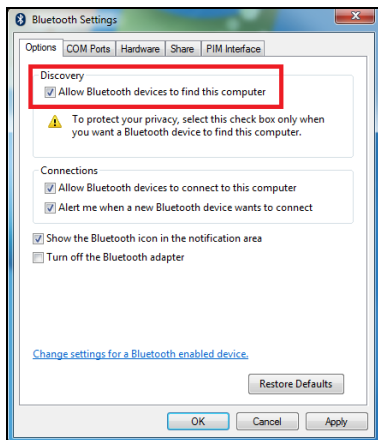 Bluetooth Settings
Options COM Ports Hardware Share PIM Interface
Discovery
Allow Bluetooth devices to find this computer
To protect your privacy, select this check box only when
you want a Bluetooth device to find this computer.
Connections
Allow Bluetooth devices to connect to this computer
Alert me when a new Bluetooth device wants to connect
Show the Bluetooth icon in the notification area
Turn off the Bluetooth adapter
Change settings for a Bluetooth enabled device.
Restore Defaults
OK Cancel Apply